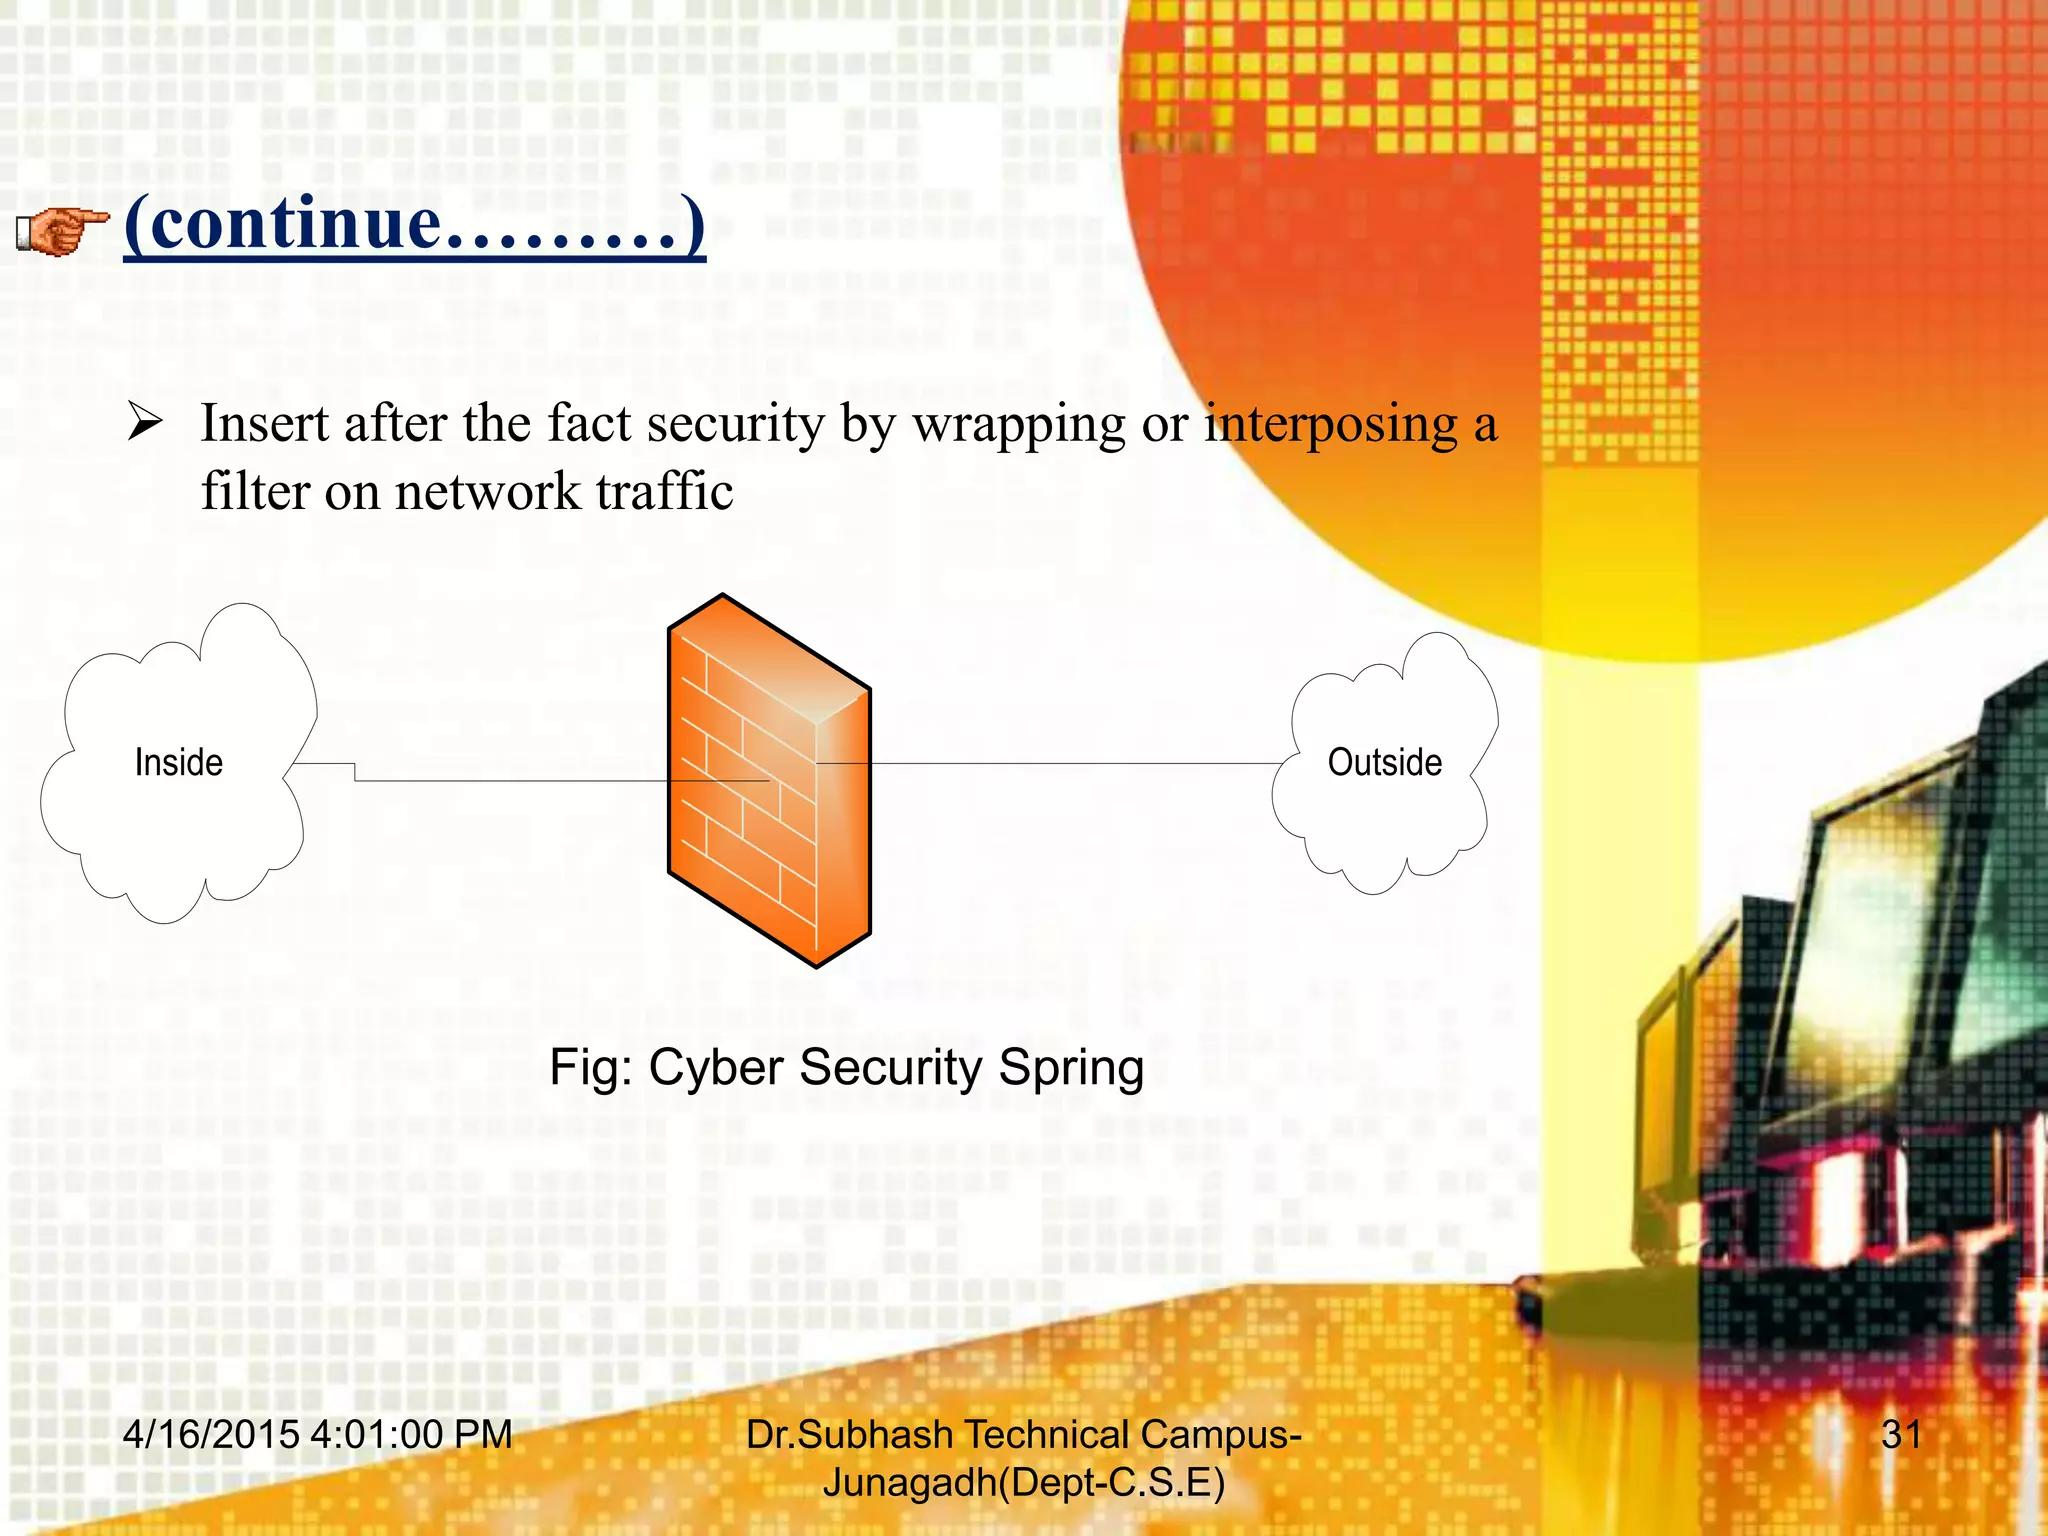 (continue………)
Insert after the fact security by wrapping or interposing a
filter on network traffic
Inside
Outside
Fig: Cyber Security Spring
4/16/2015 4:01:00 PM
Dr.Subhash Technical Campus-
Junagadh(Dept-C.S.E)
31